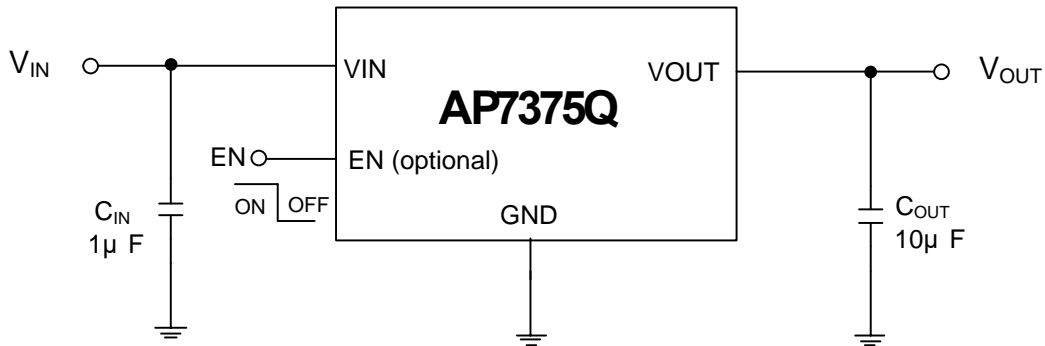 VIN
VIN
VOUT
VOUT
AP7375Q
EN
EN (optional)
ON
OFF
GND
CIN
1µ F
COUT
10µ F